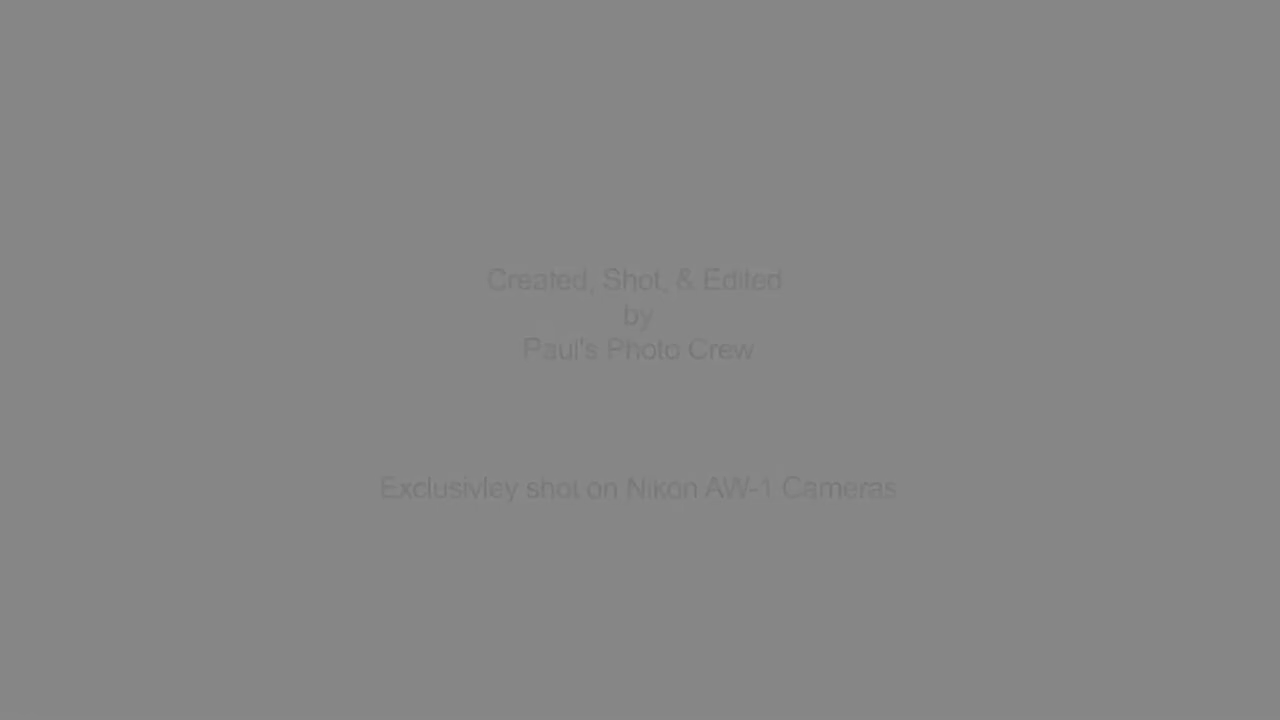 Created, Shot, & Edited
by
Paul's Photo Crew
Exclusivley shot on Nikon AW-1 Cameras